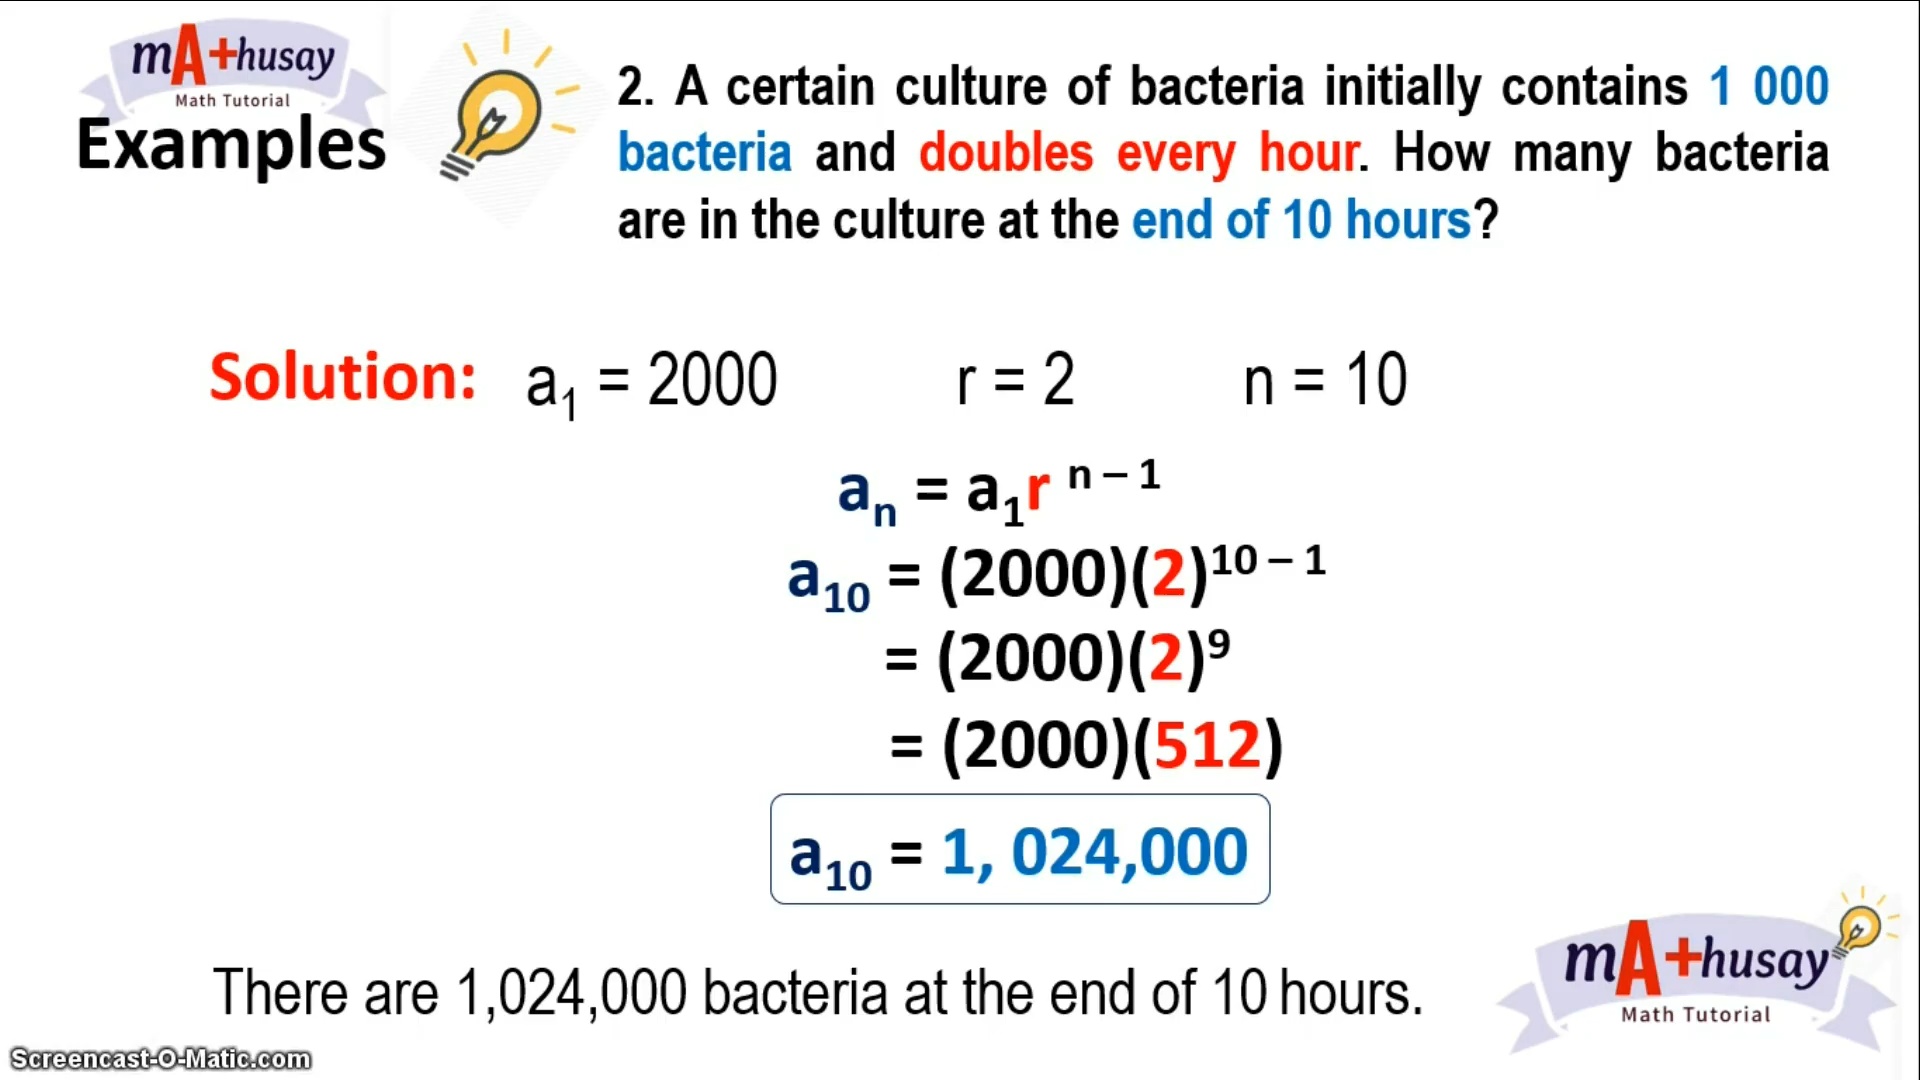 mA+husay
Math Tutorial
Examples
2. A certain culture of bacteria initially contains 1 000
bacteria and doubles every hour. How many bacteria
are in the culture at the end of 10 hours?
Solution: a₁ = 2000 r = 2 n = 10
aₙ = a₁r ⁿ ⁻ ¹
a₁₀ = (2000)(2)¹⁰ ⁻ ¹
= (2000)(2)⁹
= (2000)(512)
a₁₀ = 1, 024,000
There are 1,024,000 bacteria at the end of 10 hours.
mA+husay
Math Tutorial
Screencast-O-Matic.com